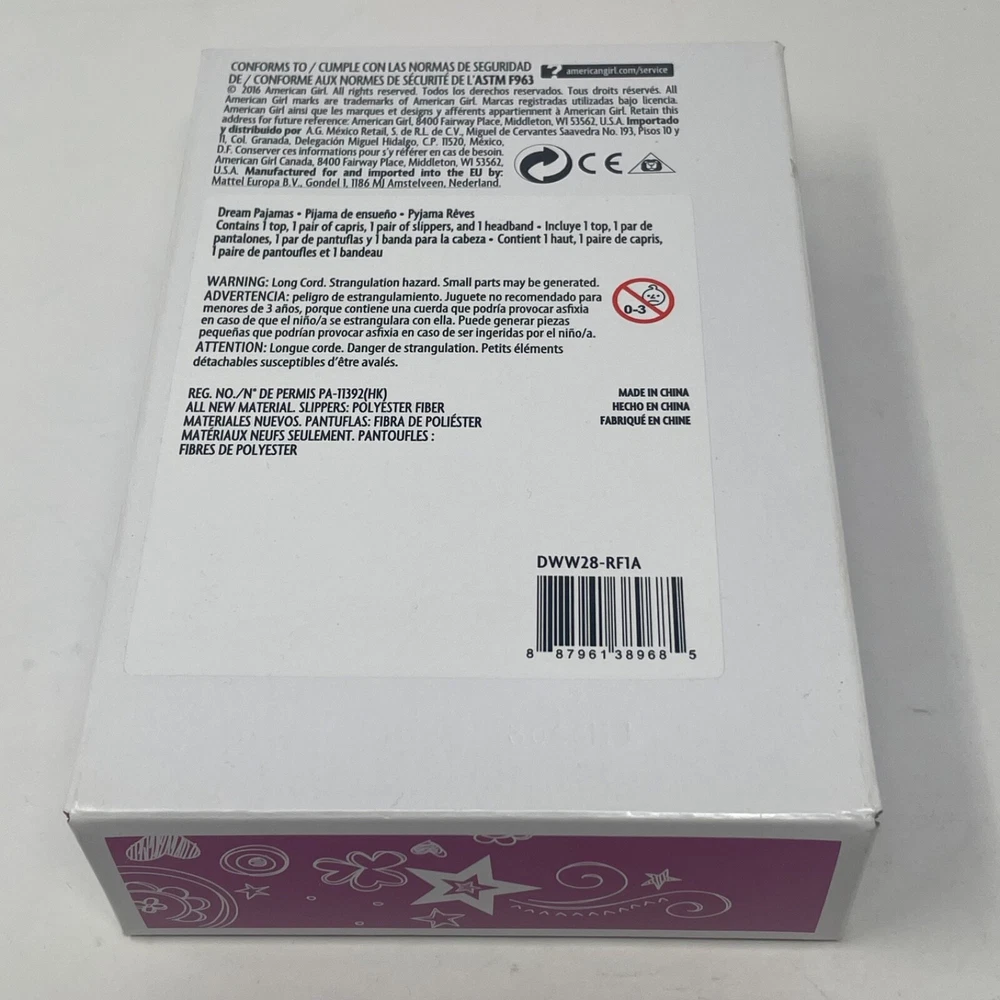 CONFORMS TO / CUMPLE CON LAS NORMAS DE SEGURIDAD
DE / CONFORME AUX NORMES DE SÉCURITÉ DE L'ASTM F963
? americangirl.com/service
© 2016 American Girl. All rights reserved. Todos los derechos reservados. Tous droits réservés. All
American Girl marks are trademarks of American Girl. Marcas registradas utilizadas bajo licencia.
American Girl ainsi que les marques et designs y afférents appartiennent à American Girl. Retain this
address for future reference: American Girl, 8400 Fairway Place, Middleton, WI 53562, U.S.A. Importado
y distribuido por A.G. México Retail, S. de R.L. de C.V., Miguel de Cervantes Saavedra No. 193, Pisos 10 y
11, Col. Granada, Delegación Miguel Hidalgo, C.P. 11520, México,
D.F. Conserver ces informations pour s'y référer en cas de besoin.
American Girl Canada, 8400 Fairway Place, Middleton, WI 53562,
U.S.A. Manufactured for and imported into the EU by:
Mattel Europa B.V., Gondel 1, 1186 MJ Amstelveen, Nederland.
CE
Dream Pajamas • Pijama de ensueño • Pyjama Rêves
Contains 1 top, 1 pair of capris, 1 pair of slippers, and 1 headband • Incluye 1 top, 1 par de
pantalones, 1 par de pantuflas y 1 banda para la cabeza • Contient 1 haut, 1 paire de capris,
1 paire de pantoufles et 1 bandeau
WARNING: Long Cord. Strangulation hazard. Small parts may be generated.
ADVERTENCIA: peligro de estrangulamiento. Juguete no recomendado para
menores de 3 años, porque contiene una cuerda que podría provocar asfixia
en caso de que el niño/a se estrangulara con ella. Puede generar piezas
pequeñas que podrían provocar asfixia en caso de ser ingeridas por el niño/a.
ATTENTION: Longue corde. Danger de strangulation. Petits éléments
détachables susceptibles d'être avalés.
0-3
REG. NO./N° DE PERMIS PA-11392(HK)
ALL NEW MATERIAL. SLIPPERS: POLYESTER FIBER
MATERIALES NUEVOS. PANTUFLAS: FIBRA DE POLIÉSTER
MATÉRIAUX NEUFS SEULEMENT. PANTOUFLES :
FIBRES DE POLYESTER
MADE IN CHINA
HECHO EN CHINA
FABRIQUÉ EN CHINE
DWW28-RF1A
8 87961 38968 5